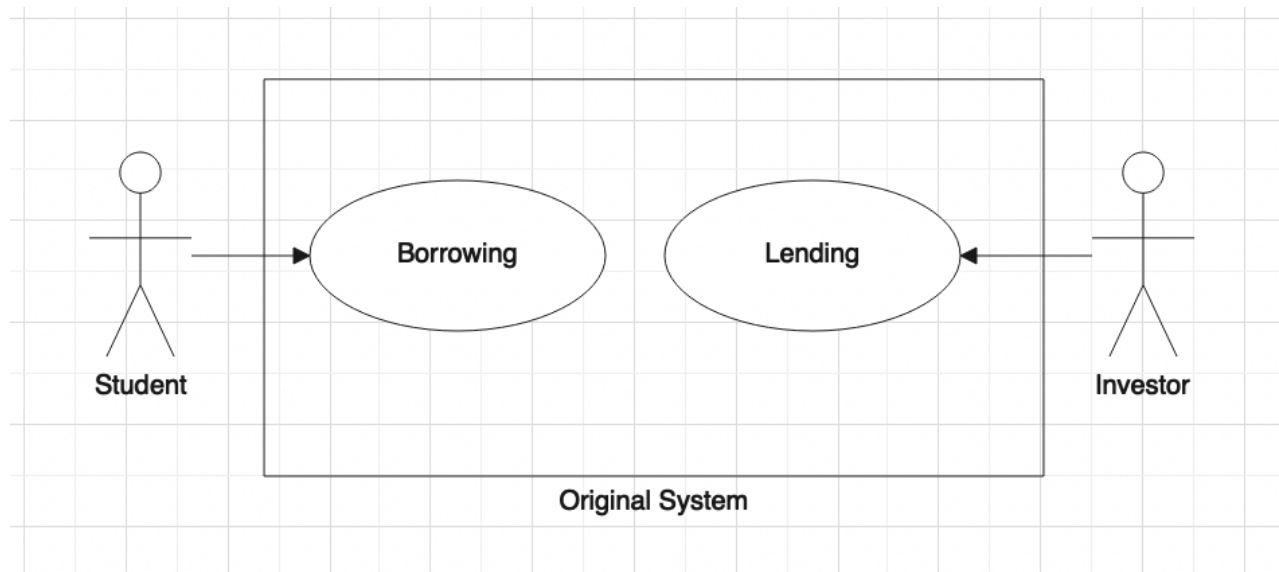 Borrowing
Lending
Student
Investor
Original System